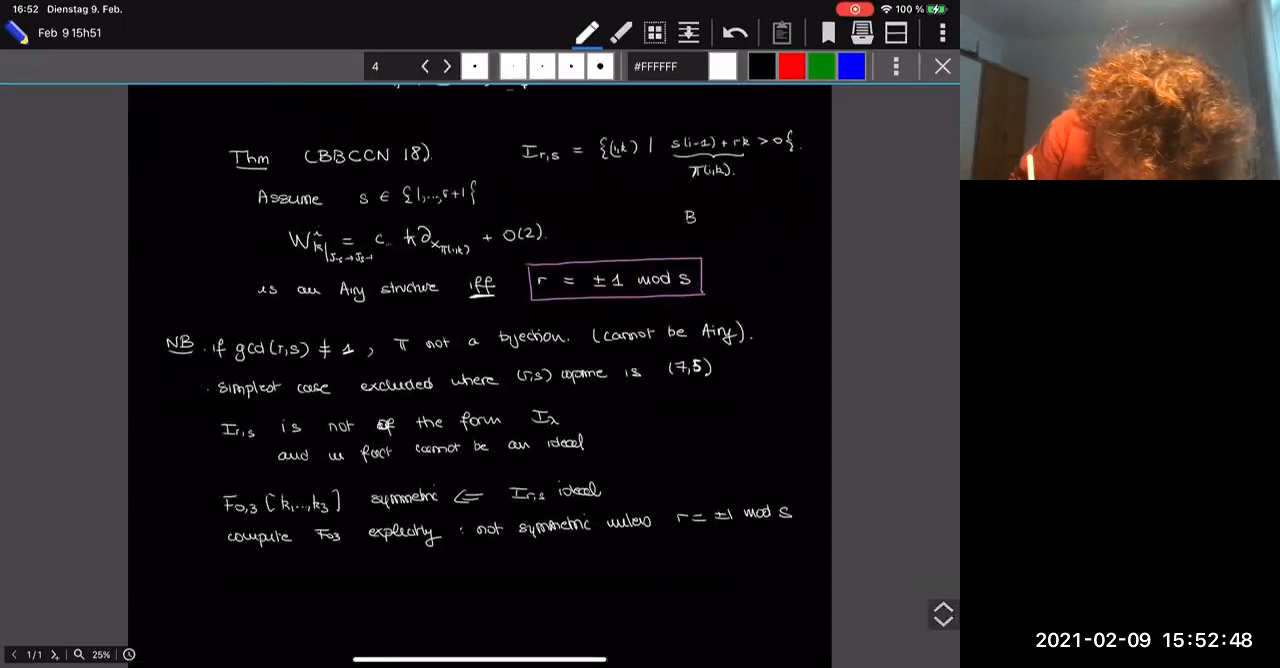 16:52 Dienstag 9. Feb.
100 %
Feb 9 15h51
4
#FFFFFF
Thm (BBCCN 18). I_{r,s} = {(i,k) | s(i-1) + rk > 0}.
π(i,k).
Assume s ∈ {1,...,r+1}
B
W^i_k|_{J_{-s} → J_{-s}-1} = c.. ħ∂_{x_{π(i,k)}} + O(2).
is an Airy structure iff r = ±1 mod s
NB . if gcd(r,s) ≠ 1, π not a bijection. (cannot be Airy).
. simplest case excluded where (r,s) coprime is (7,5)
I_{r,s} is not of the form I_λ
and in fact cannot be an ideal
F_{0,3} [k_1,...,k_3] symmetric ⇐ I_{r,s} ideal
compute F_{03} explicitly : not symmetric unless r = ±1 mod s
1/1 25%
2021-02-09 15:52:48